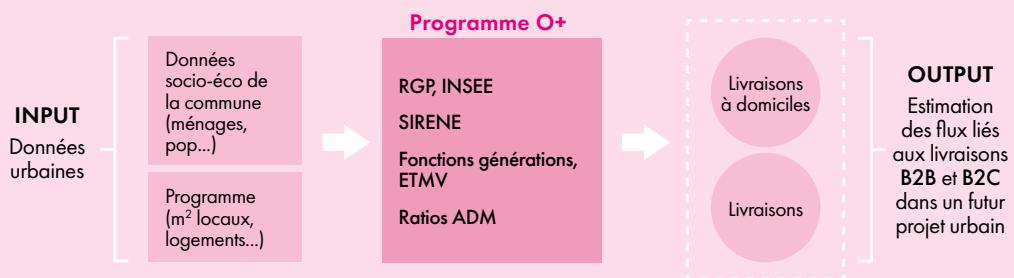 Programme O+
INPUT
Données
urbaines
Données
socio-éco de
la commune
(ménages,
pop...)
Programme
(m² locaux,
logements...)
RGP, INSEE
SIRENE
Fonctions générations,
ETMV
Ratios ADM
Livraisons
à domiciles
Livraisons
OUTPUT
Estimation
des flux liés
aux livraisons
B2B et B2C
dans un futur
projet urbain